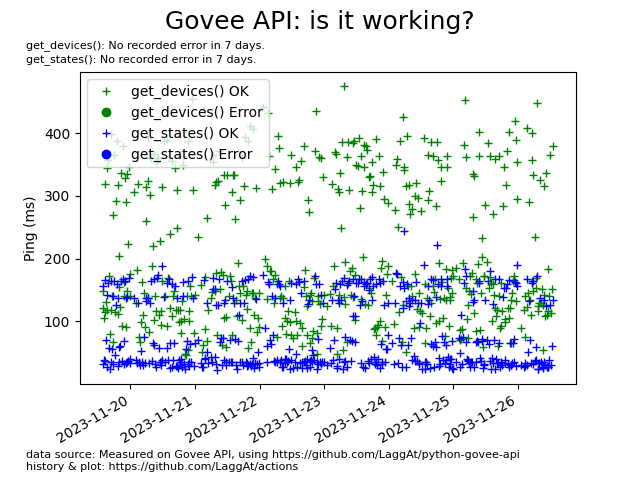 Govee API: is it working?
get_devices(): No recorded error in 7 days.
get_states(): No recorded error in 7 days.
get_devices() OK
get_devices() Error
get_states() OK
get_states() Error
400
300
200
100
Ping (ms)
2023-11-20
2023-11-21
2023-11-22
2023-11-23
2023-11-24
2023-11-25
2023-11-26
data source: Measured on Govee API, using https://github.com/LaggAt/python-govee-api
history & plot: https://github.com/LaggAt/actions